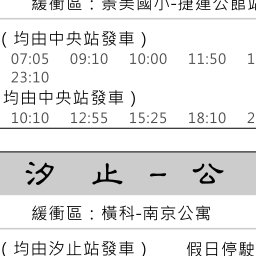 緩衝區：景美國小-捷運公館站
( 均由中央站發車 )
07:05 09:10 10:00 11:50
23:10
均由中央站發車 )
10:10 12:55 15:25 18:10
汐 止 － 公
緩衝區：橫科-南京公寓
( 均由汐止站發車 ) 假日停駛